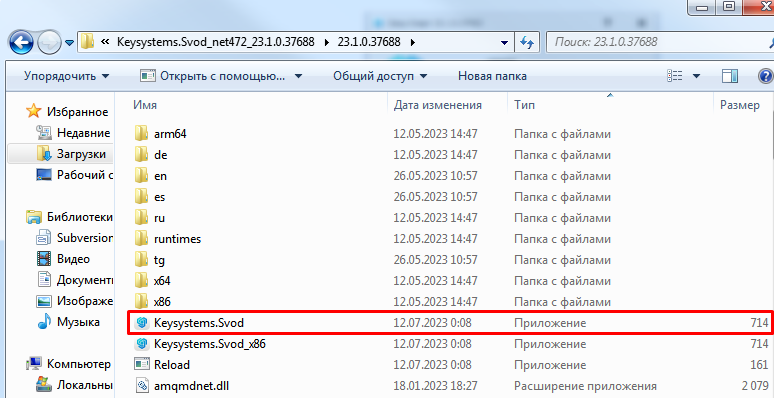 Keysystems.Svod_net472_23.1.0.37688 23.1.0.37688 Поиск: 23.1.0.37688
Упорядочить Открыть с помощью... Общий доступ Новая папка
Избранное
Недавние
Загрузки
Рабочий с
Библиотеки
Subversion
Видео
Документы
Изображе
Музыка
Компьютер
Локальны
Имя Дата изменения Тип Размер
arm64 12.05.2023 14:47 Папка с файлами
de 12.05.2023 14:47 Папка с файлами
en 26.05.2023 10:57 Папка с файлами
es 26.05.2023 10:57 Папка с файлами
ru 12.05.2023 14:47 Папка с файлами
runtimes 12.05.2023 14:47 Папка с файлами
tg 26.05.2023 10:57 Папка с файлами
x64 12.05.2023 14:47 Папка с файлами
x86 12.05.2023 14:47 Папка с файлами
Keysystems.Svod 12.07.2023 0:08 Приложение 714
Keysystems.Svod_x86 12.07.2023 0:08 Приложение 714
Reload 12.07.2023 0:08 Приложение 161
amqmdnet.dll 18.01.2023 18:27 Расширение приложения 2 079